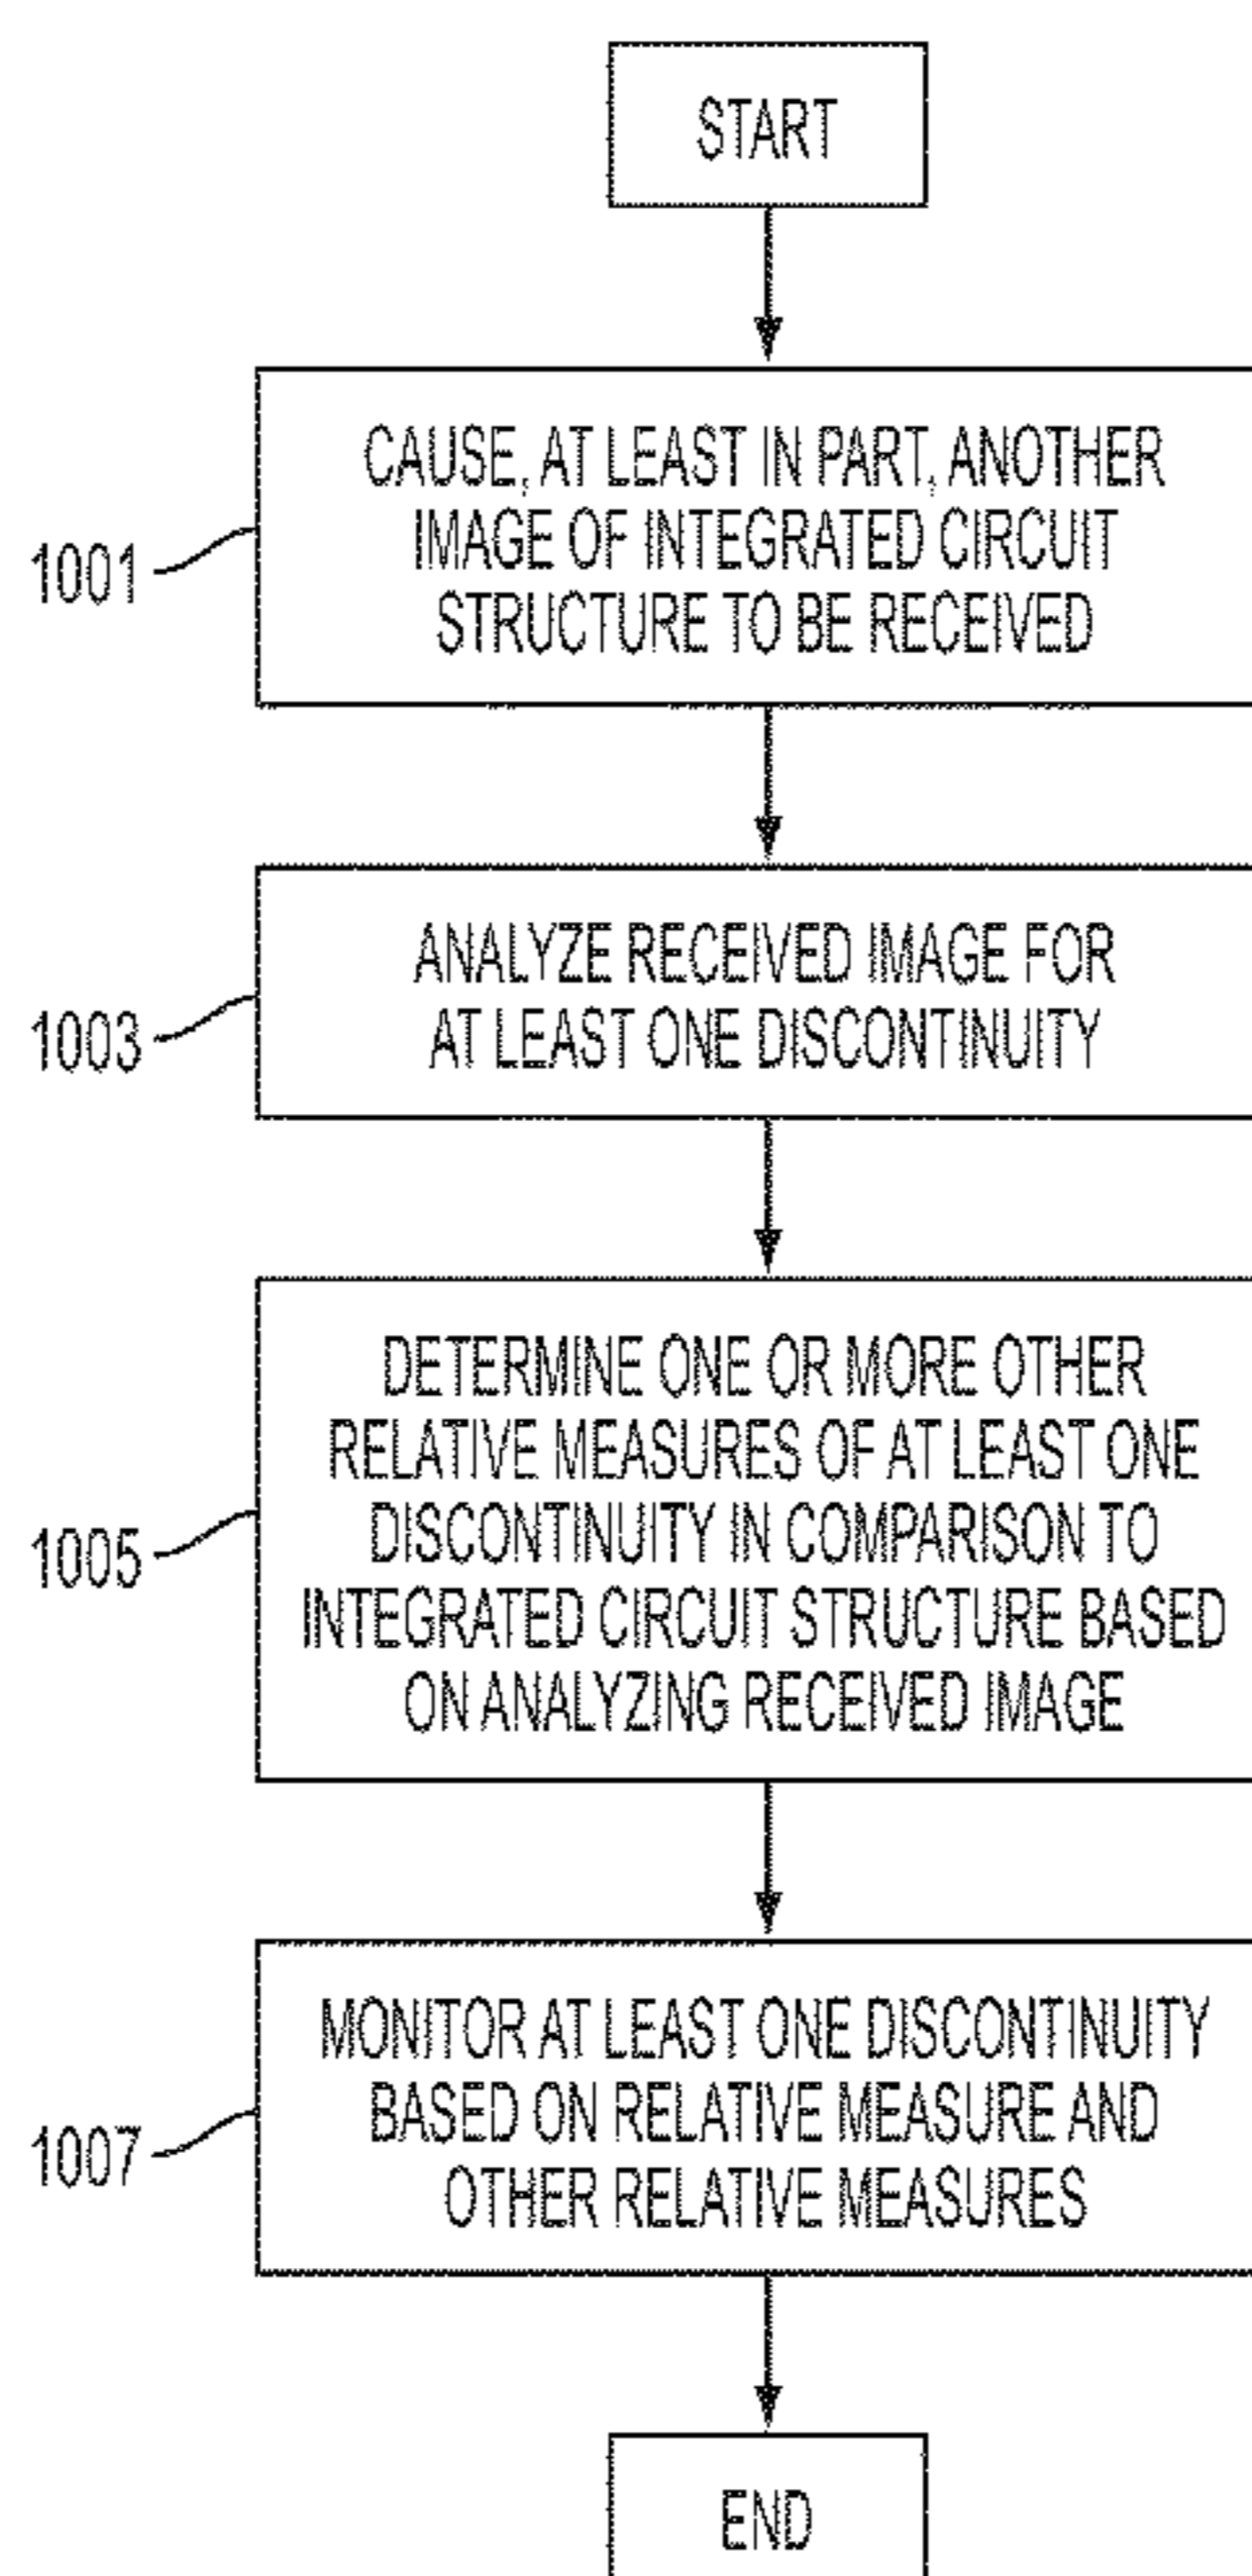 START
CAUSE, AT LEAST IN PART, ANOTHER
IMAGE OF INTEGRATED CIRCUIT
STRUCTURE TO BE RECEIVED
1001
ANALYZE RECEIVED IMAGE FOR
AT LEAST ONE DISCONTINUITY
1003
DETERMINE ONE OR MORE OTHER
RELATIVE MEASURES OF AT LEAST ONE
DISCONTINUITY IN COMPARISON TO
INTEGRATED CIRCUIT STRUCTURE BASED
ON ANALYZING RECEIVED IMAGE
1005
MONITOR AT LEAST ONE DISCONTINUITY
BASED ON RELATIVE MEASURE AND
OTHER RELATIVE MEASURES
1007
END